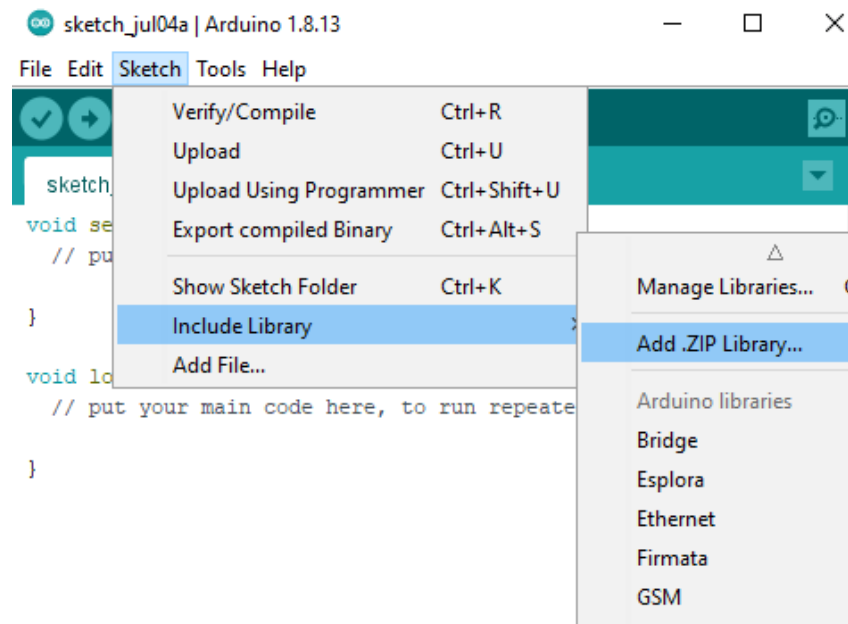 sketch_jul04a | Arduino 1.8.13
File Edit Sketch Tools Help
Verify/Compile Ctrl+R
Upload Ctrl+U
sketch_
Upload Using Programmer Ctrl+Shift+U
void se
Export compiled Binary Ctrl+Alt+S
// pu
Show Sketch Folder Ctrl+K
Manage Libraries...
}
Include Library
Add .ZIP Library...
Add File...
void lo
// put your main code here, to run repeate
Arduino libraries
Bridge
}
Esplora
Ethernet
Firmata
GSM